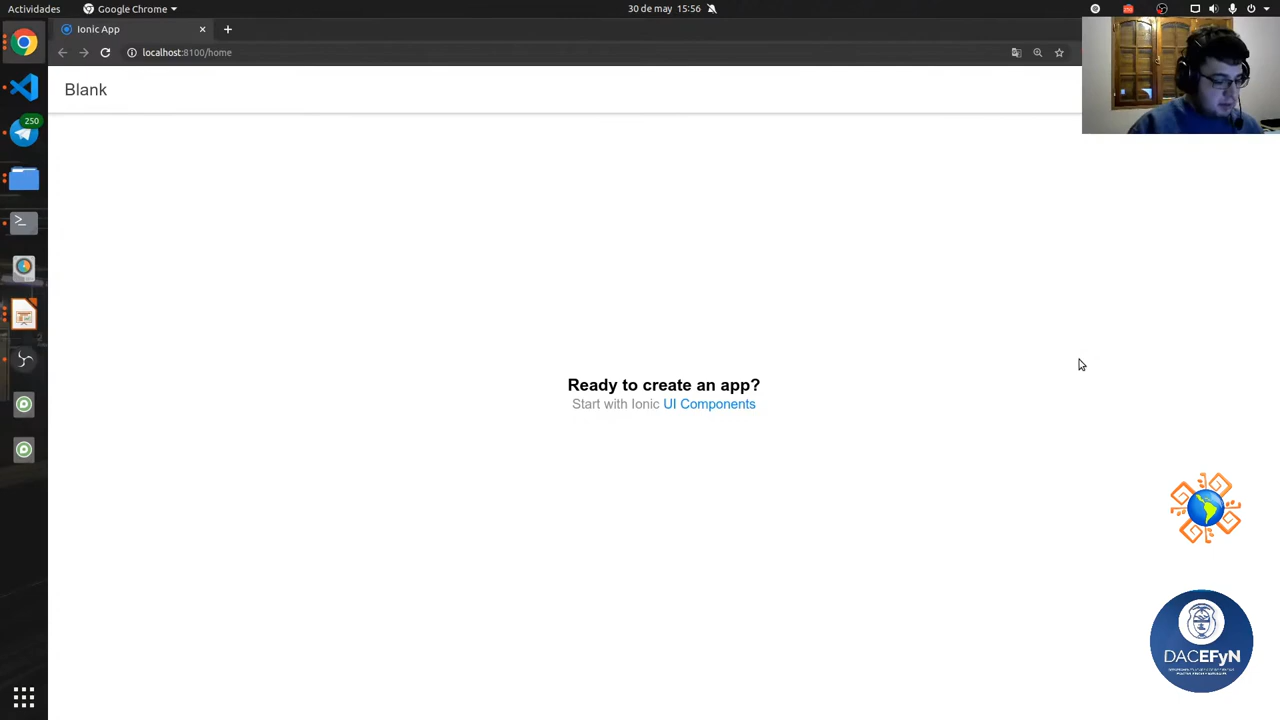 Actividades
Google Chrome
30 de may 15:56
Ionic App
localhost:8100/home
Blank
250
Ready to create an app?
Start with Ionic UI Components
DACEFyN